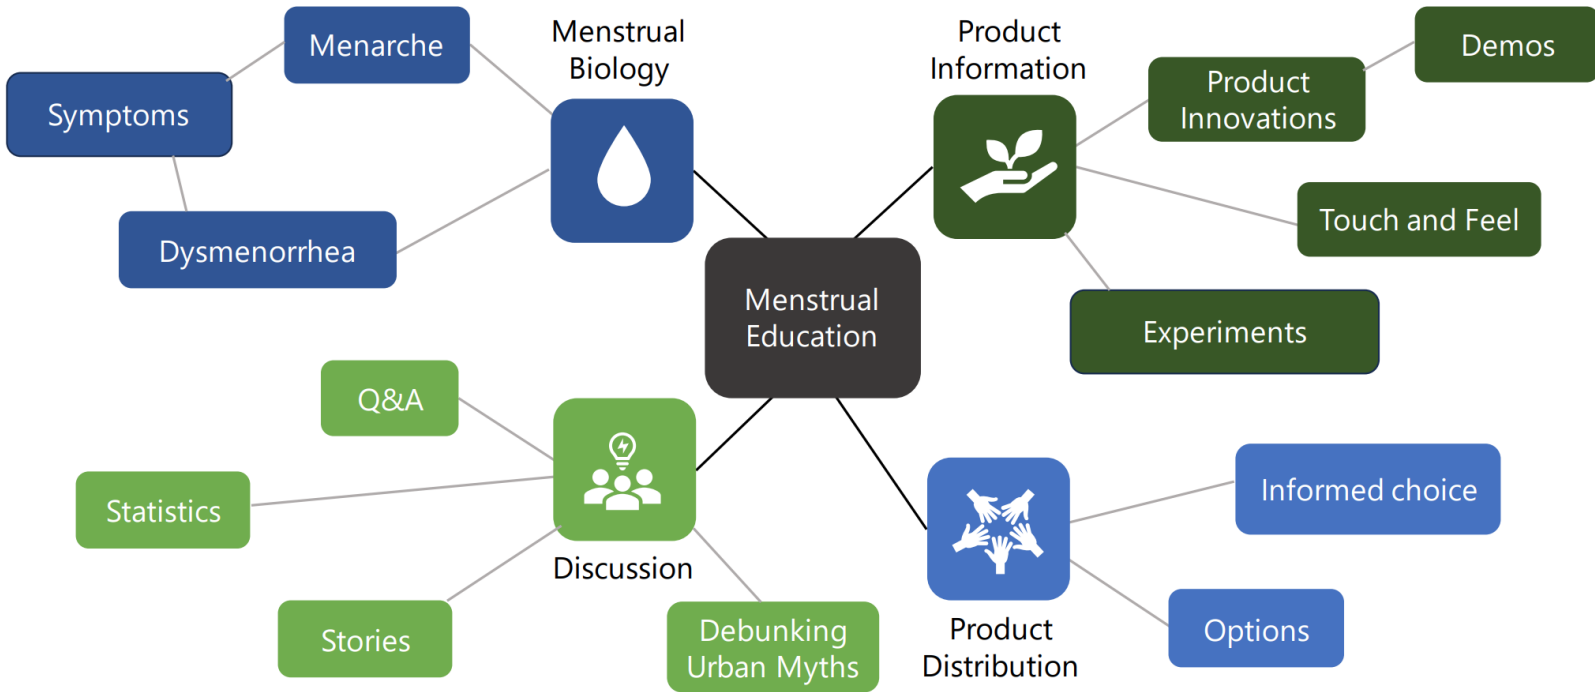 Menstrual
Biology
Menarche
Symptoms
Dysmenorrhea
Product
Information
Product
Innovations
Demos
Touch and Feel
Experiments
Menstrual
Education
Q&A
Statistics
Stories
Discussion
Debunking
Urban Myths
Informed choice
Options
Product
Distribution